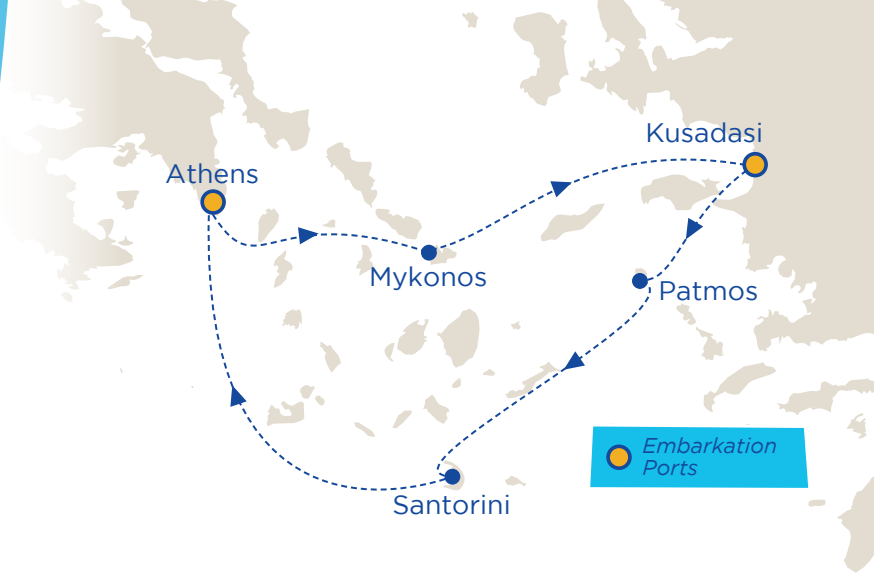 Kusadasi
Athens
Mykonos
Patmos
Embarkation
Ports
Santorini